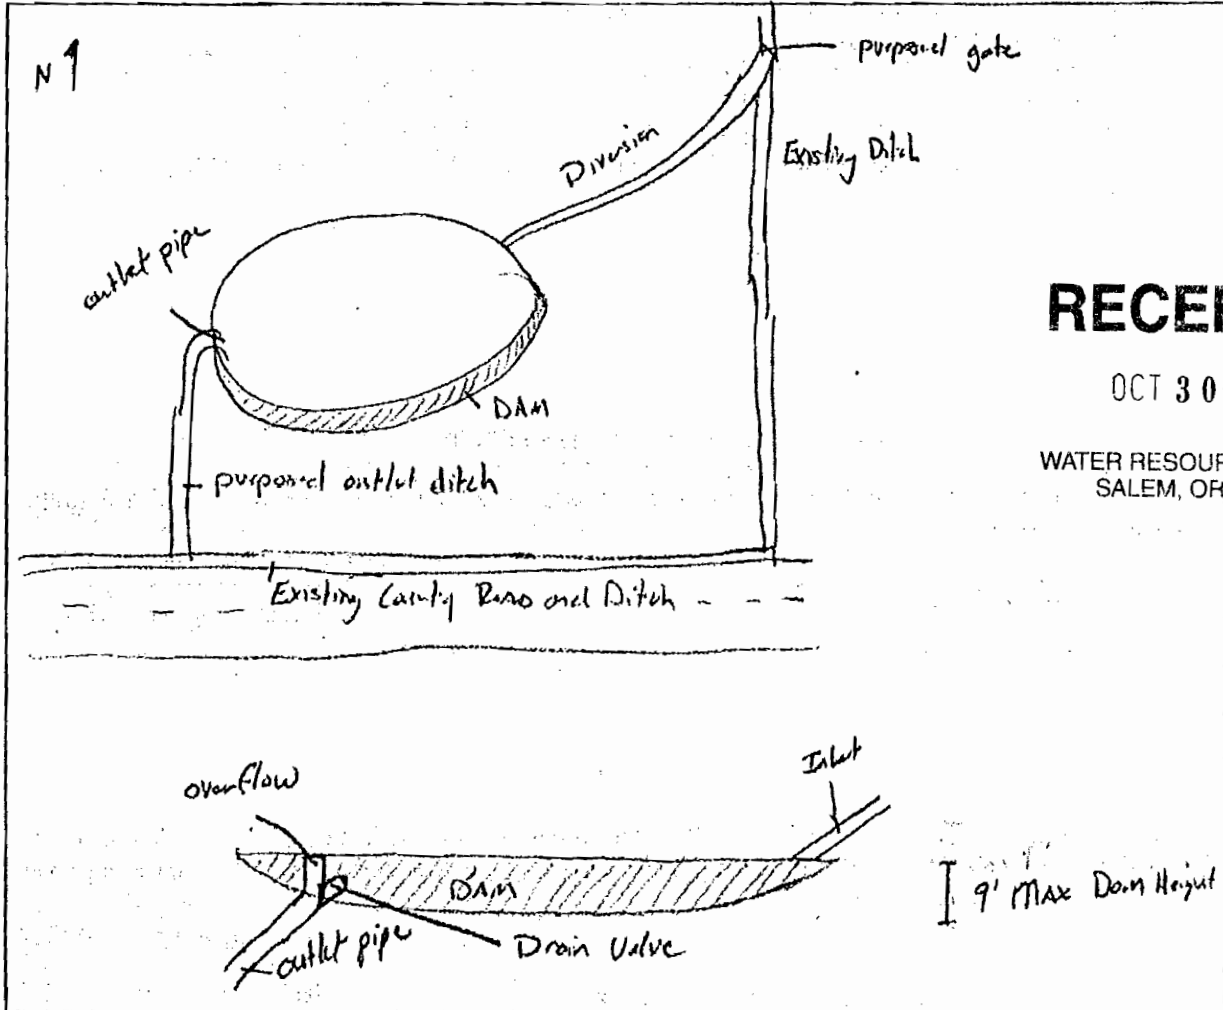 N
purposed gate
Diversion
Existing Ditch
outlet pipe
RECEI
OCT 30
DAM
WATER RESOUR
SALEM, OR
purposed outlet ditch
Existing County Road and Ditch
Inlet
overflow
DAM
9' MAX Dam Height
outlet pipe
Drain Valve